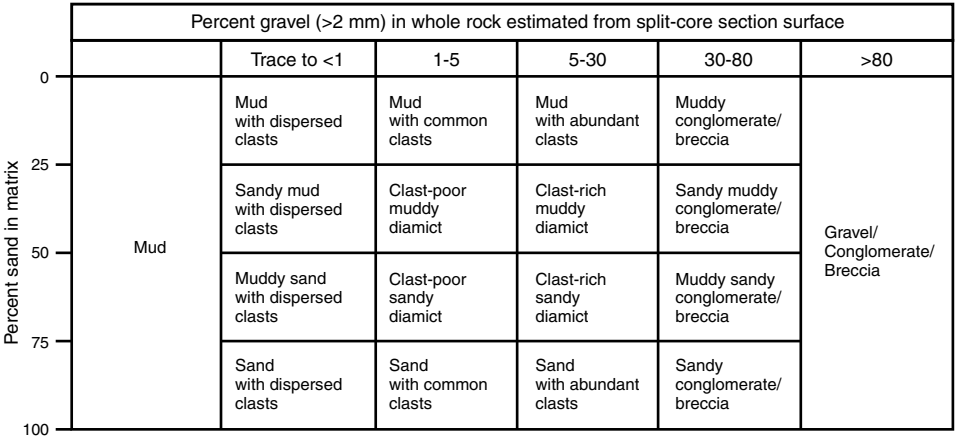 Percent gravel (>2 mm) in whole rock estimated from split-core section surface
Trace to <1
1-5
5-30
30-80
>80
Percent sand in matrix
0
25
50
75
100
Mud
Mud
with dispersed
clasts
Mud
with common
clasts
Mud
with abundant
clasts
Muddy
conglomerate/
breccia
Sandy mud
with dispersed
clasts
Clast-poor
muddy
diamict
Clast-rich
muddy
diamict
Sandy muddy
conglomerate/
breccia
Muddy sand
with dispersed
clasts
Clast-poor
sandy
diamict
Clast-rich
sandy
diamict
Muddy sandy
conglomerate/
breccia
Sand
with dispersed
clasts
Sand
with common
clasts
Sand
with abundant
clasts
Sandy
conglomerate/
breccia
Gravel/
Conglomerate/
Breccia